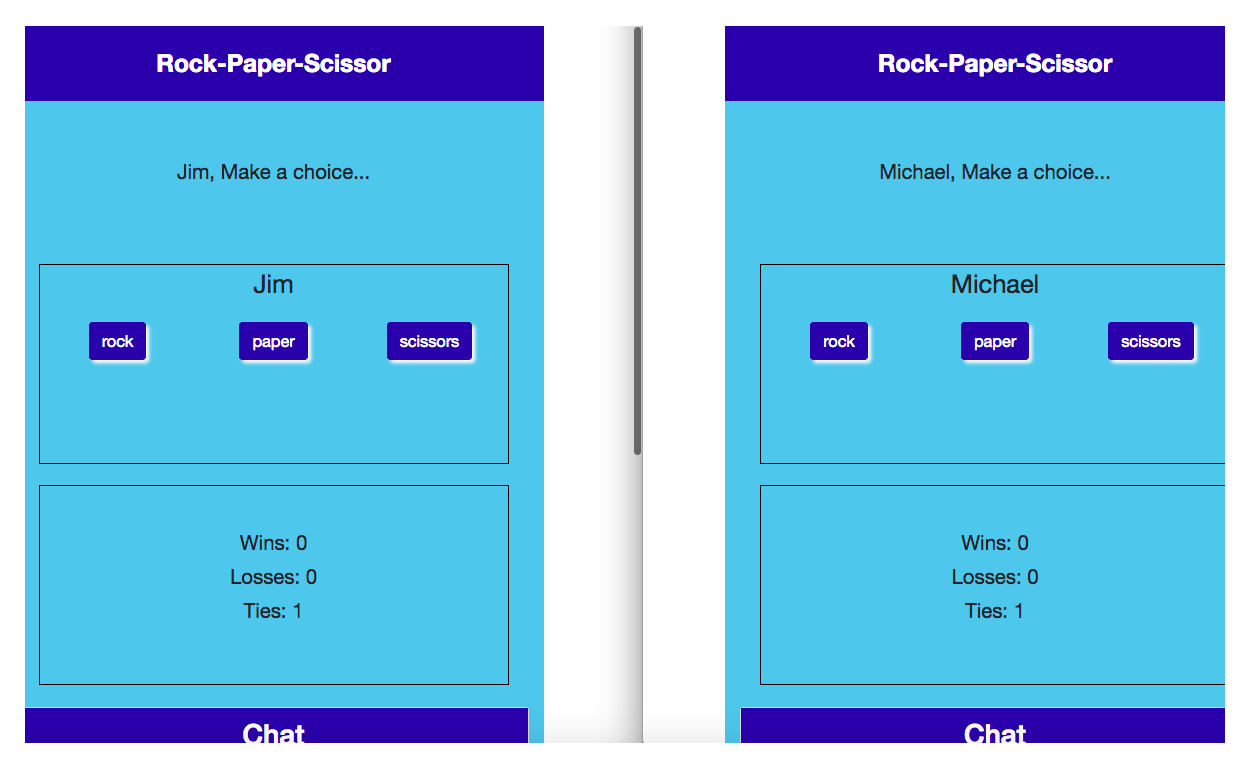 Rock-Paper-Scissor
Jim, Make a choice...
Jim
rock paper scissors
Wins: 0
Losses: 0
Ties: 1
Chat
Rock-Paper-Scissor
Michael, Make a choice...
Michael
rock paper scissors
Wins: 0
Losses: 0
Ties: 1
Chat